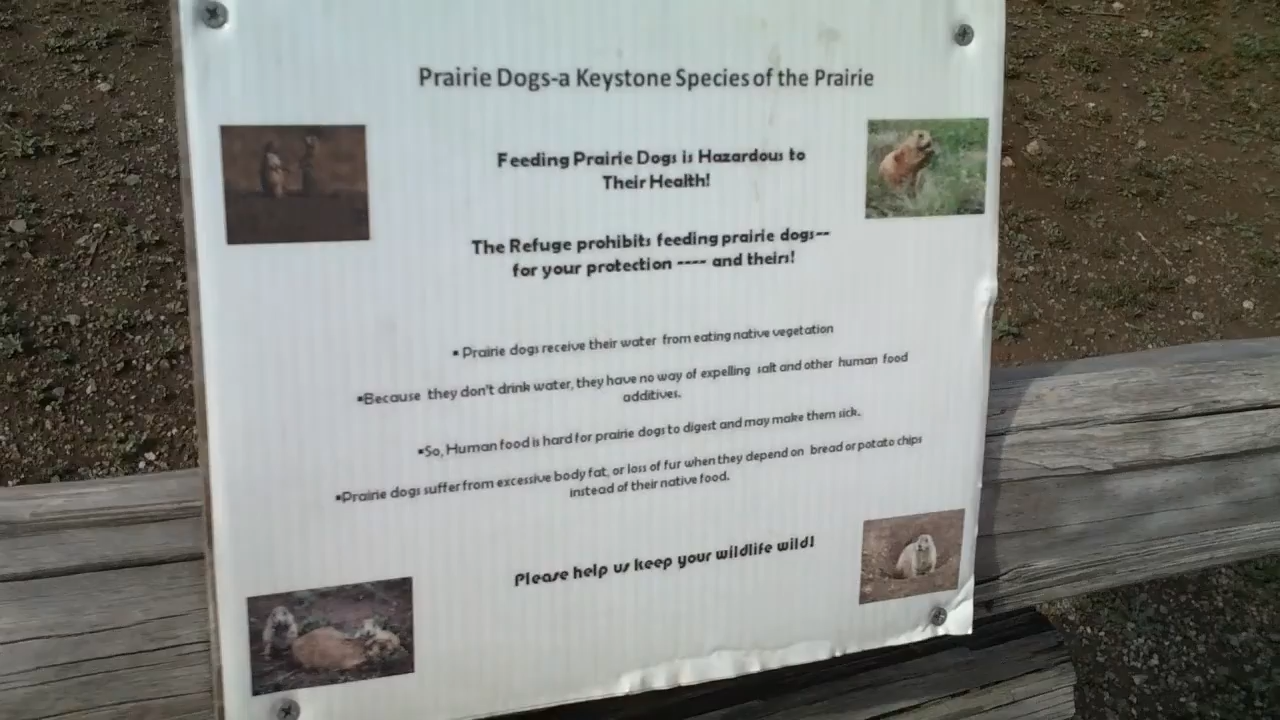 Prairie Dogs-a Keystone Species of the Prairie
Feeding Prairie Dogs is Hazardous to
Their Health!
The Refuge prohibits feeding prairie dogs--
for your protection ---- and theirs!
▪ Prairie dogs receive their water from eating native vegetation
▪Because they don't drink water, they have no way of expelling salt and other human food
additives.
▪So, Human food is hard for prairie dogs to digest and may make them sick.
▪Prairie dogs suffer from excessive body fat, or loss of fur when they depend on bread or potato chips
instead of their native food.
Please help us keep your wildlife wild!